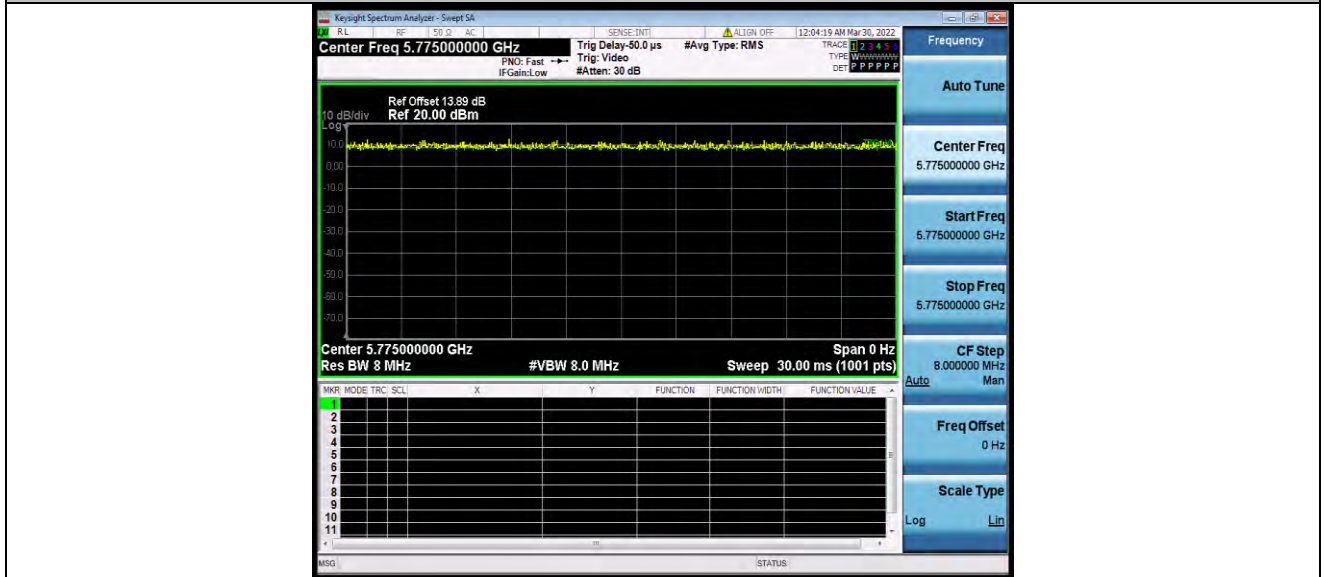 Keysight Spectrum Analyzer - Swept SA
RL RF 50 Ω AC SENSE:INT ALIGN OFF 12:04:19 AM Mar 30, 2022
Center Freq 5.775000000 GHz
PNO: Fast
IFGain:Low
Trig Delay-50.0 µs
Trig: Video
#Atten: 30 dB
#Avg Type: RMS
TRACE 1 2 3 4 5 6
TYPE WWWWWW
DET P P P P P P
Ref Offset 13.89 dB
10 dB/div Ref 20.00 dBm
Log
10.0
0.00
-10.0
-20.0
-30.0
-40.0
-50.0
-60.0
-70.0
Center 5.775000000 GHz Span 0 Hz
Res BW 8 MHz #VBW 8.0 MHz Sweep 30.00 ms (1001 pts)
MKR MODE TRC SCL X Y FUNCTION FUNCTION WIDTH FUNCTION VALUE
1
2
3
4
5
6
7
8
9
10
11
MSG STATUS
Frequency
Auto Tune
Center Freq
5.775000000 GHz
Start Freq
5.775000000 GHz
Stop Freq
5.775000000 GHz
CF Step
8.000000 MHz
Auto Man
Freq Offset
0 Hz
Scale Type
Log Lin